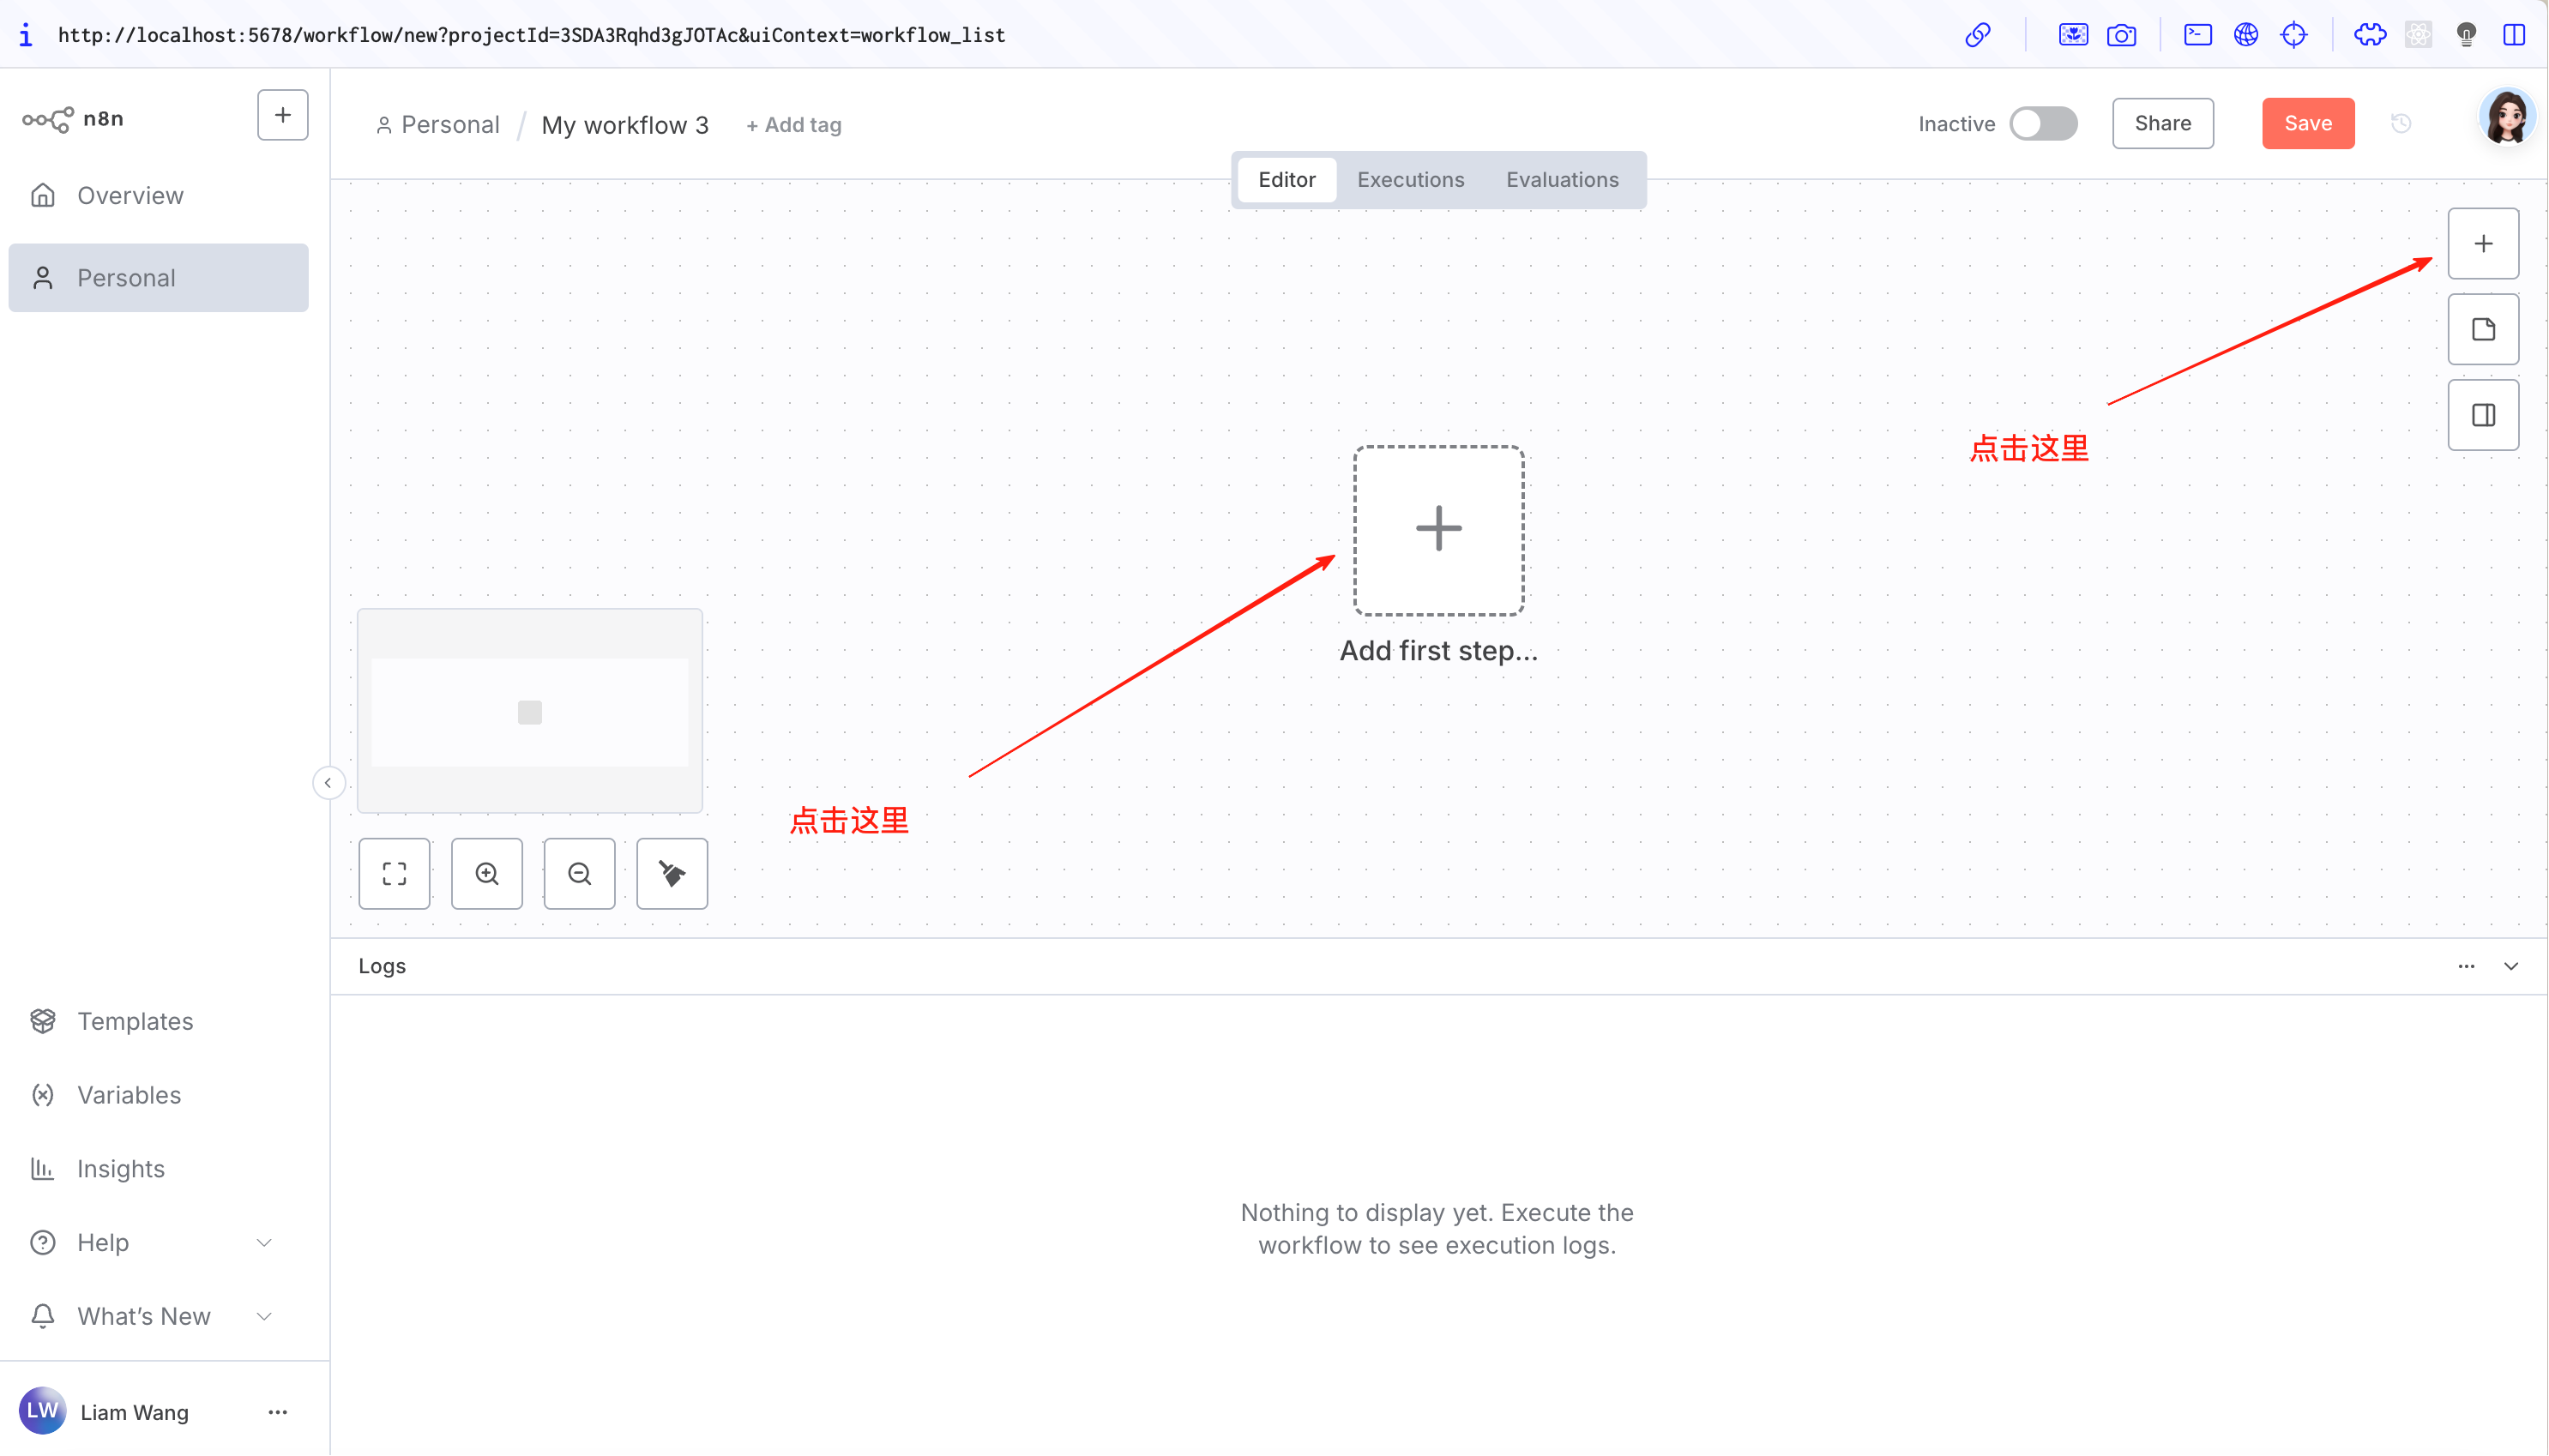 http://localhost:5678/workflow/new?projectId=3SDA3Rqhd3gJOTAc&uiContext=workflow_list
n8n
Personal / My workflow 3 + Add tag
Inactive
Share
Save
Editor
Executions
Evaluations
Overview
Personal
点击这里
Add first step...
点击这里
Logs
Nothing to display yet. Execute the
workflow to see execution logs.
Templates
Variables
Insights
Help
What’s New
LW
Liam Wang